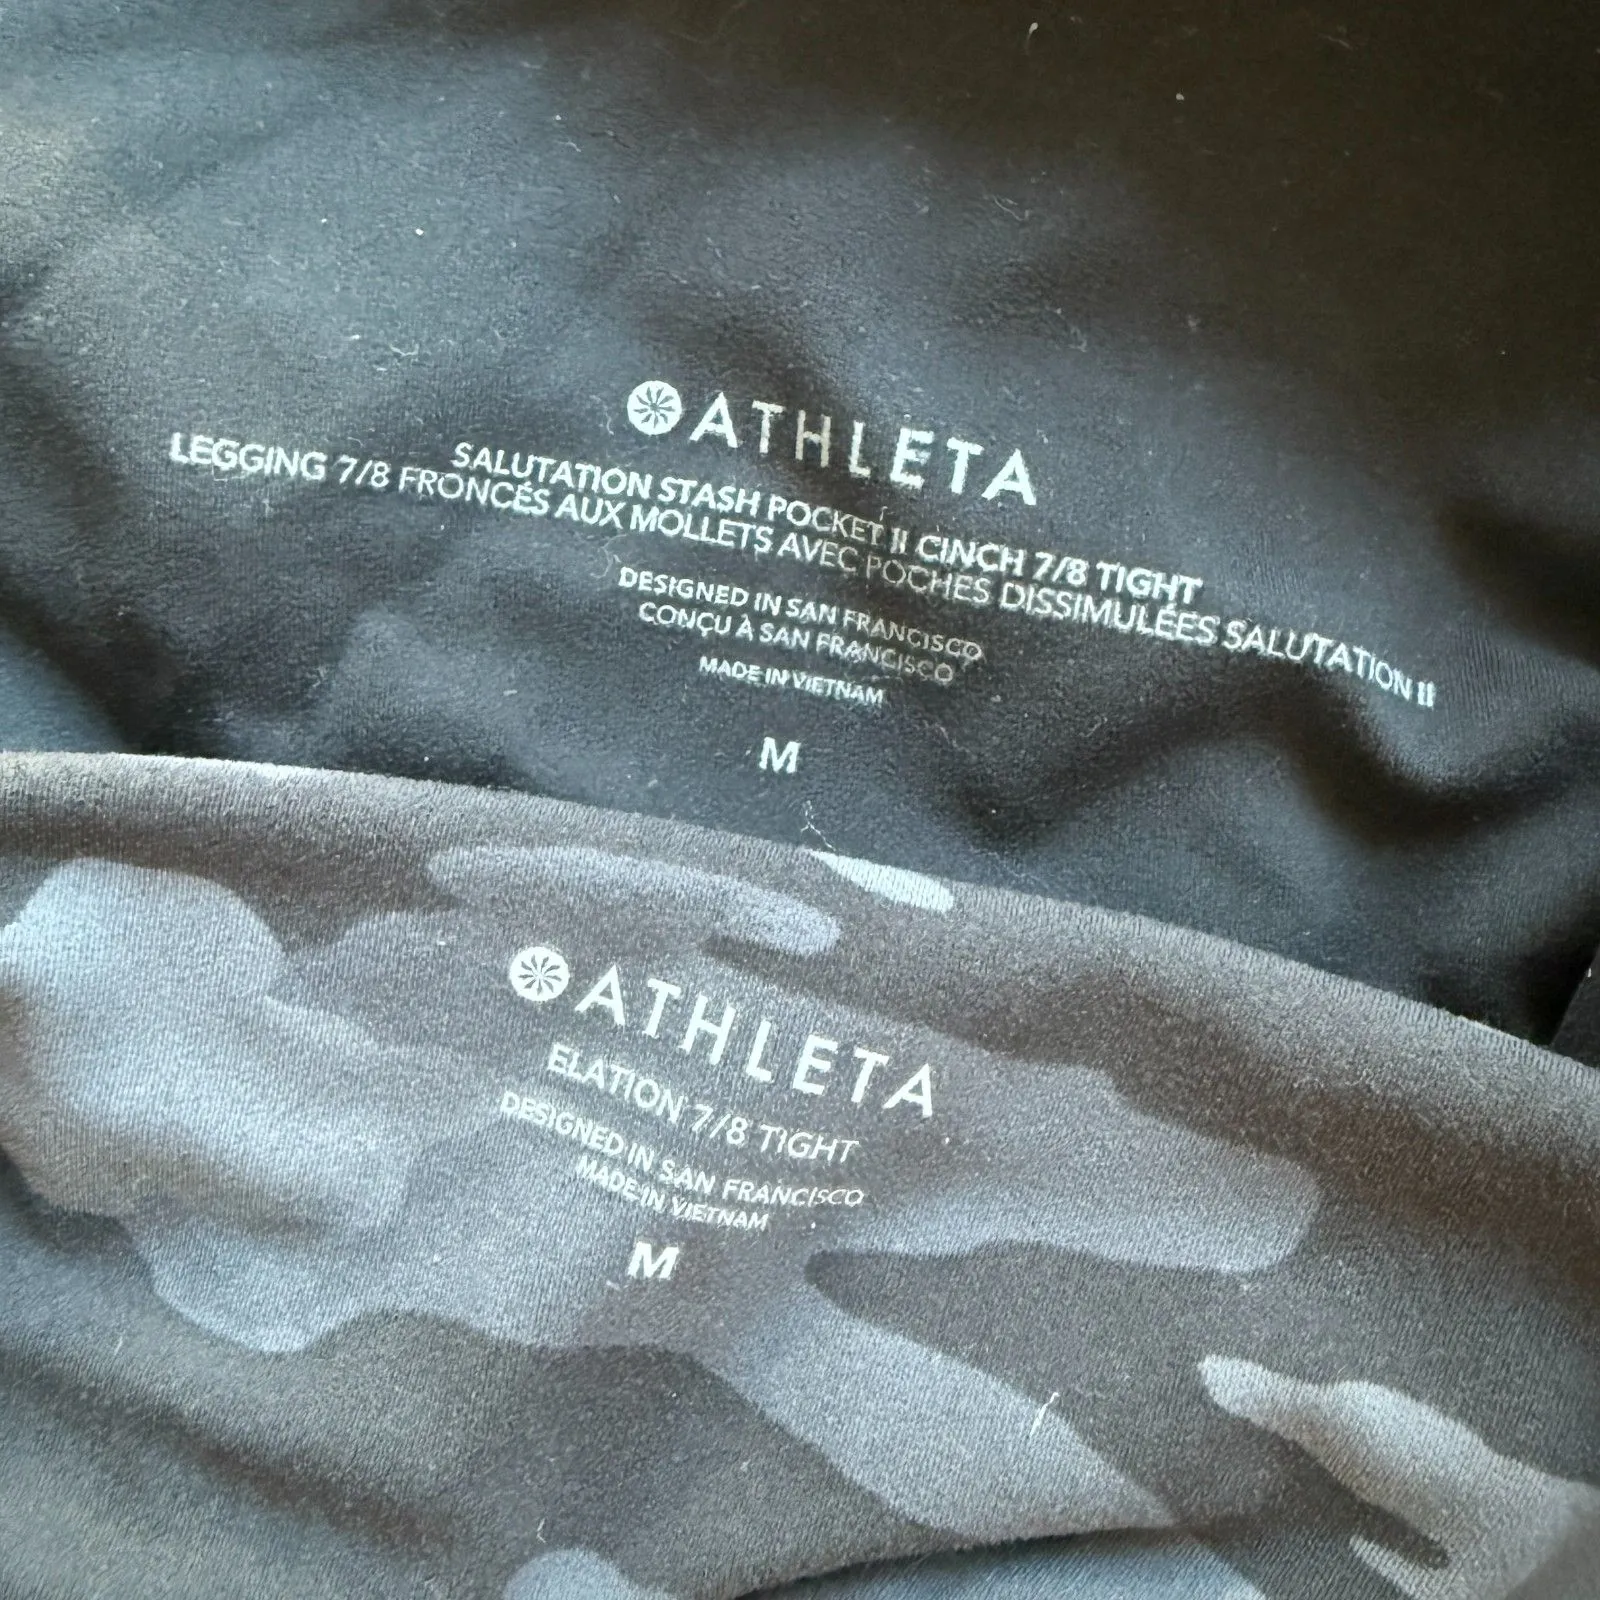 ATHLETA
SALUTATION STASH POCKET II CINCH 7/8 TIGHT
LEGGING 7/8 FRONCÉS AUX MOLLETS AVEC POCHES DISSIMULÉES SALUTATION II
DESIGNED IN SAN FRANCISCO
CONÇU À SAN FRANCISCO
MADE IN VIETNAM
M
ATHLETA
ELATION 7/8 TIGHT
DESIGNED IN SAN FRANCISCO
MADE IN VIETNAM
M